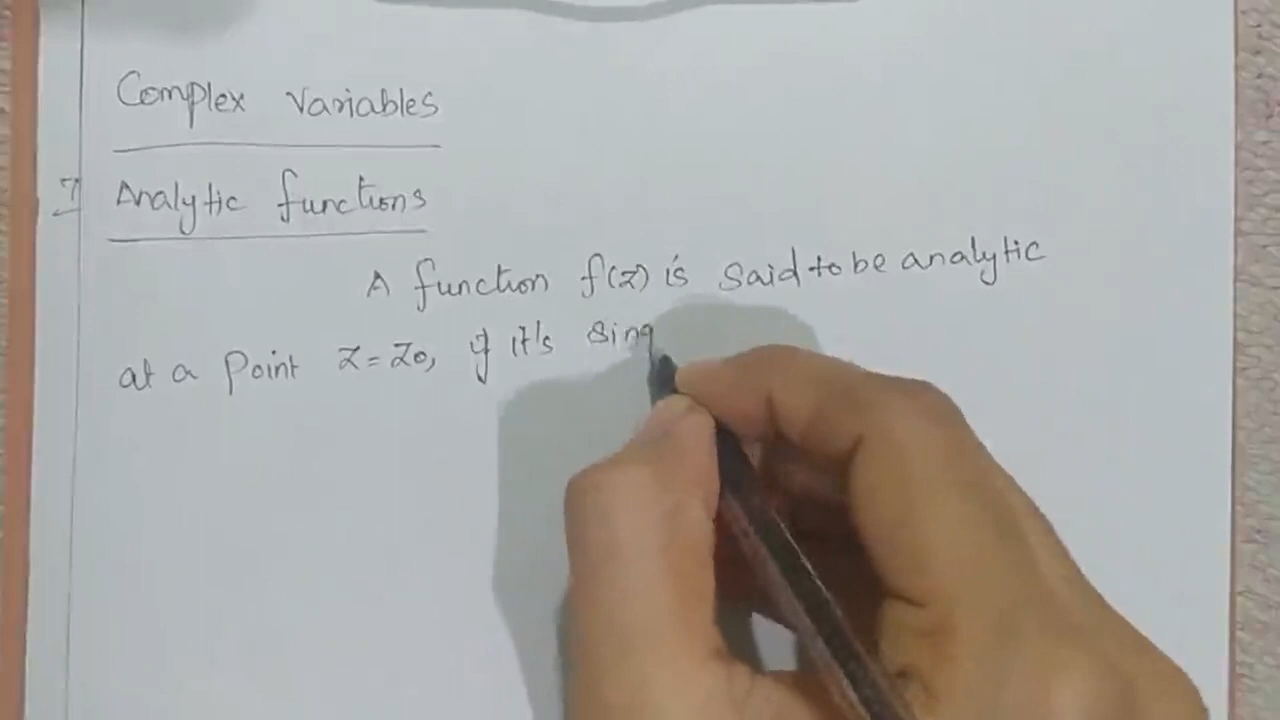 Complex Variables
Analytic functions
A function f(z) is said to be analytic
at a point z=z0, if it's sing